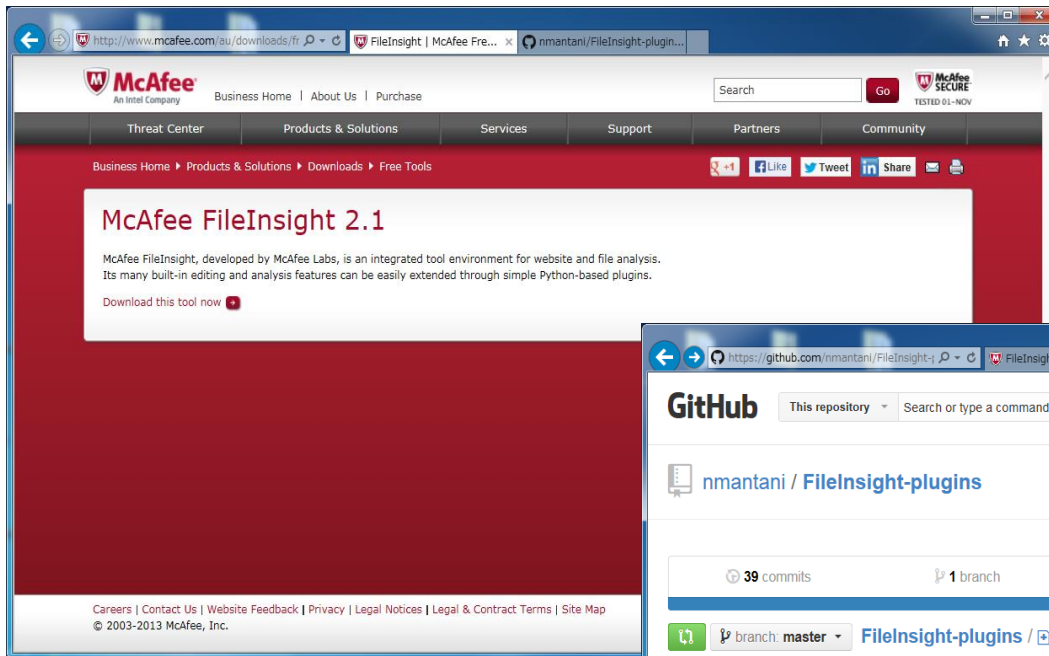 http://www.mcafee.com/au/downloads/fr
FileInsight | McAfee Fre...
nmantani/FileInsight-plugin...
McAfee
An Intel Company
Business Home | About Us | Purchase
Search
Go
McAfee
SECURE
TESTED 01-NOV
Threat Center
Products & Solutions
Services
Support
Partners
Community
Business Home Products & Solutions Downloads Free Tools
+1
Like
Tweet
in Share
McAfee FileInsight 2.1
McAfee FileInsight, developed by McAfee Labs, is an integrated tool environment for website and file analysis.
Its many built-in editing and analysis features can be easily extended through simple Python-based plugins.
Download this tool now
Careers | Contact Us | Website Feedback | Privacy | Legal Notices | Legal & Contract Terms | Site Map
© 2003-2013 McAfee, Inc.
https://github.com/nmantani/FileInsight-
FileInsigh
GitHub
This repository
Search or type a command
nmantani / FileInsight-plugins
39 commits
1 branch
branch: master
FileInsight-plugins /